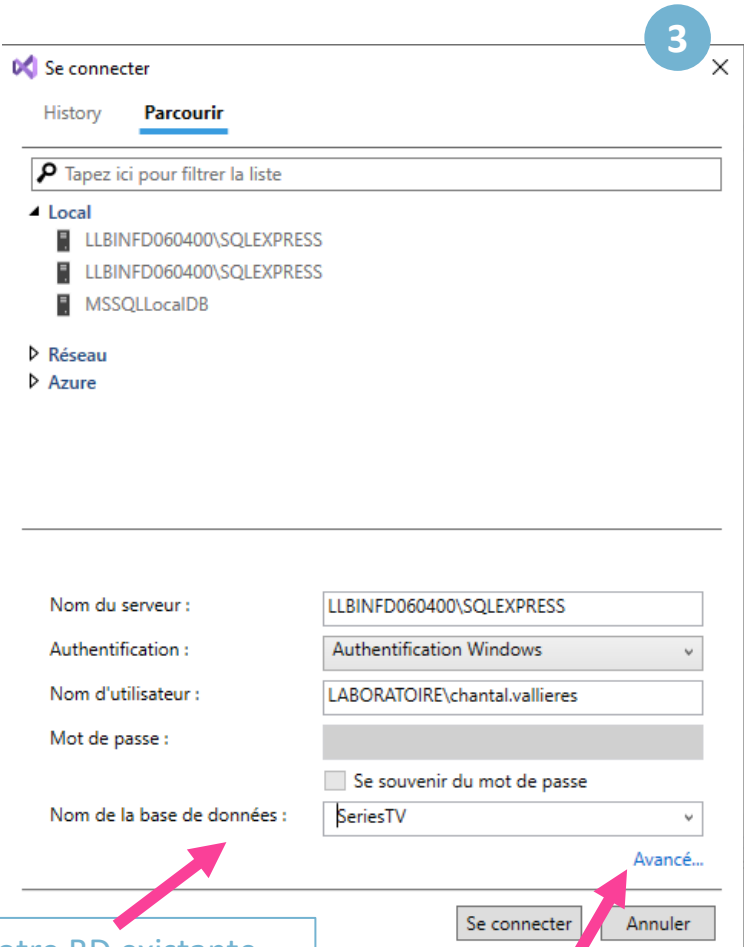 3
Se connecter
History Parcourir
Tapez ici pour filtrer la liste
Local
LLBINFD060400\SQLEXPRESS
LLBINFD060400\SQLEXPRESS
MSSQLLocalDB
Réseau
Azure
Nom du serveur : LLBINFD060400\SQLEXPRESS
Authentification : Authentification Windows
Nom d'utilisateur : LABORATOIRE\chantal.vallieres
Mot de passe :
Se souvenir du mot de passe
Nom de la base de données : SeriesTV
Avancé...
Se connecter Annuler
BD existante